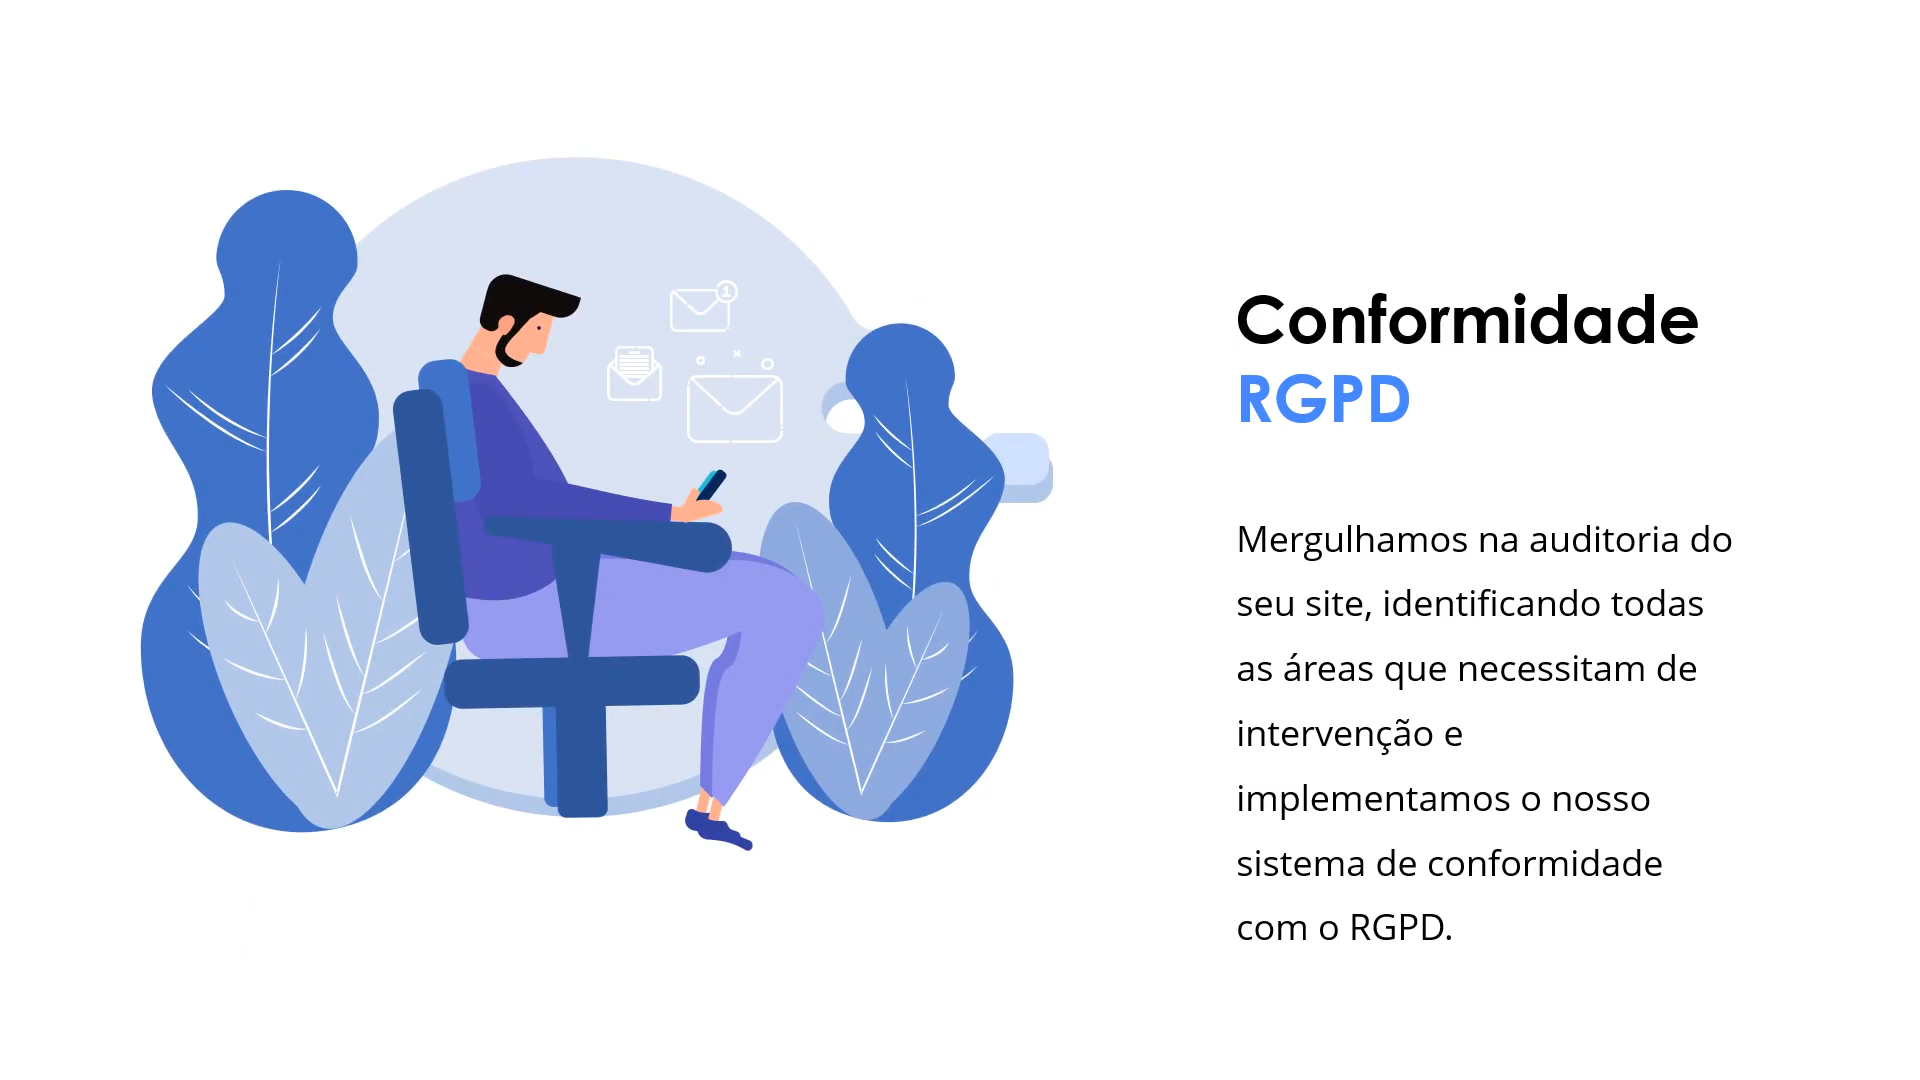 1
Conformidade
RGPD
Mergulhamos na auditoria do
seu site, identificando todas
as áreas que necessitam de
intervenção e
implementamos o nosso
sistema de conformidade
com o RGPD.